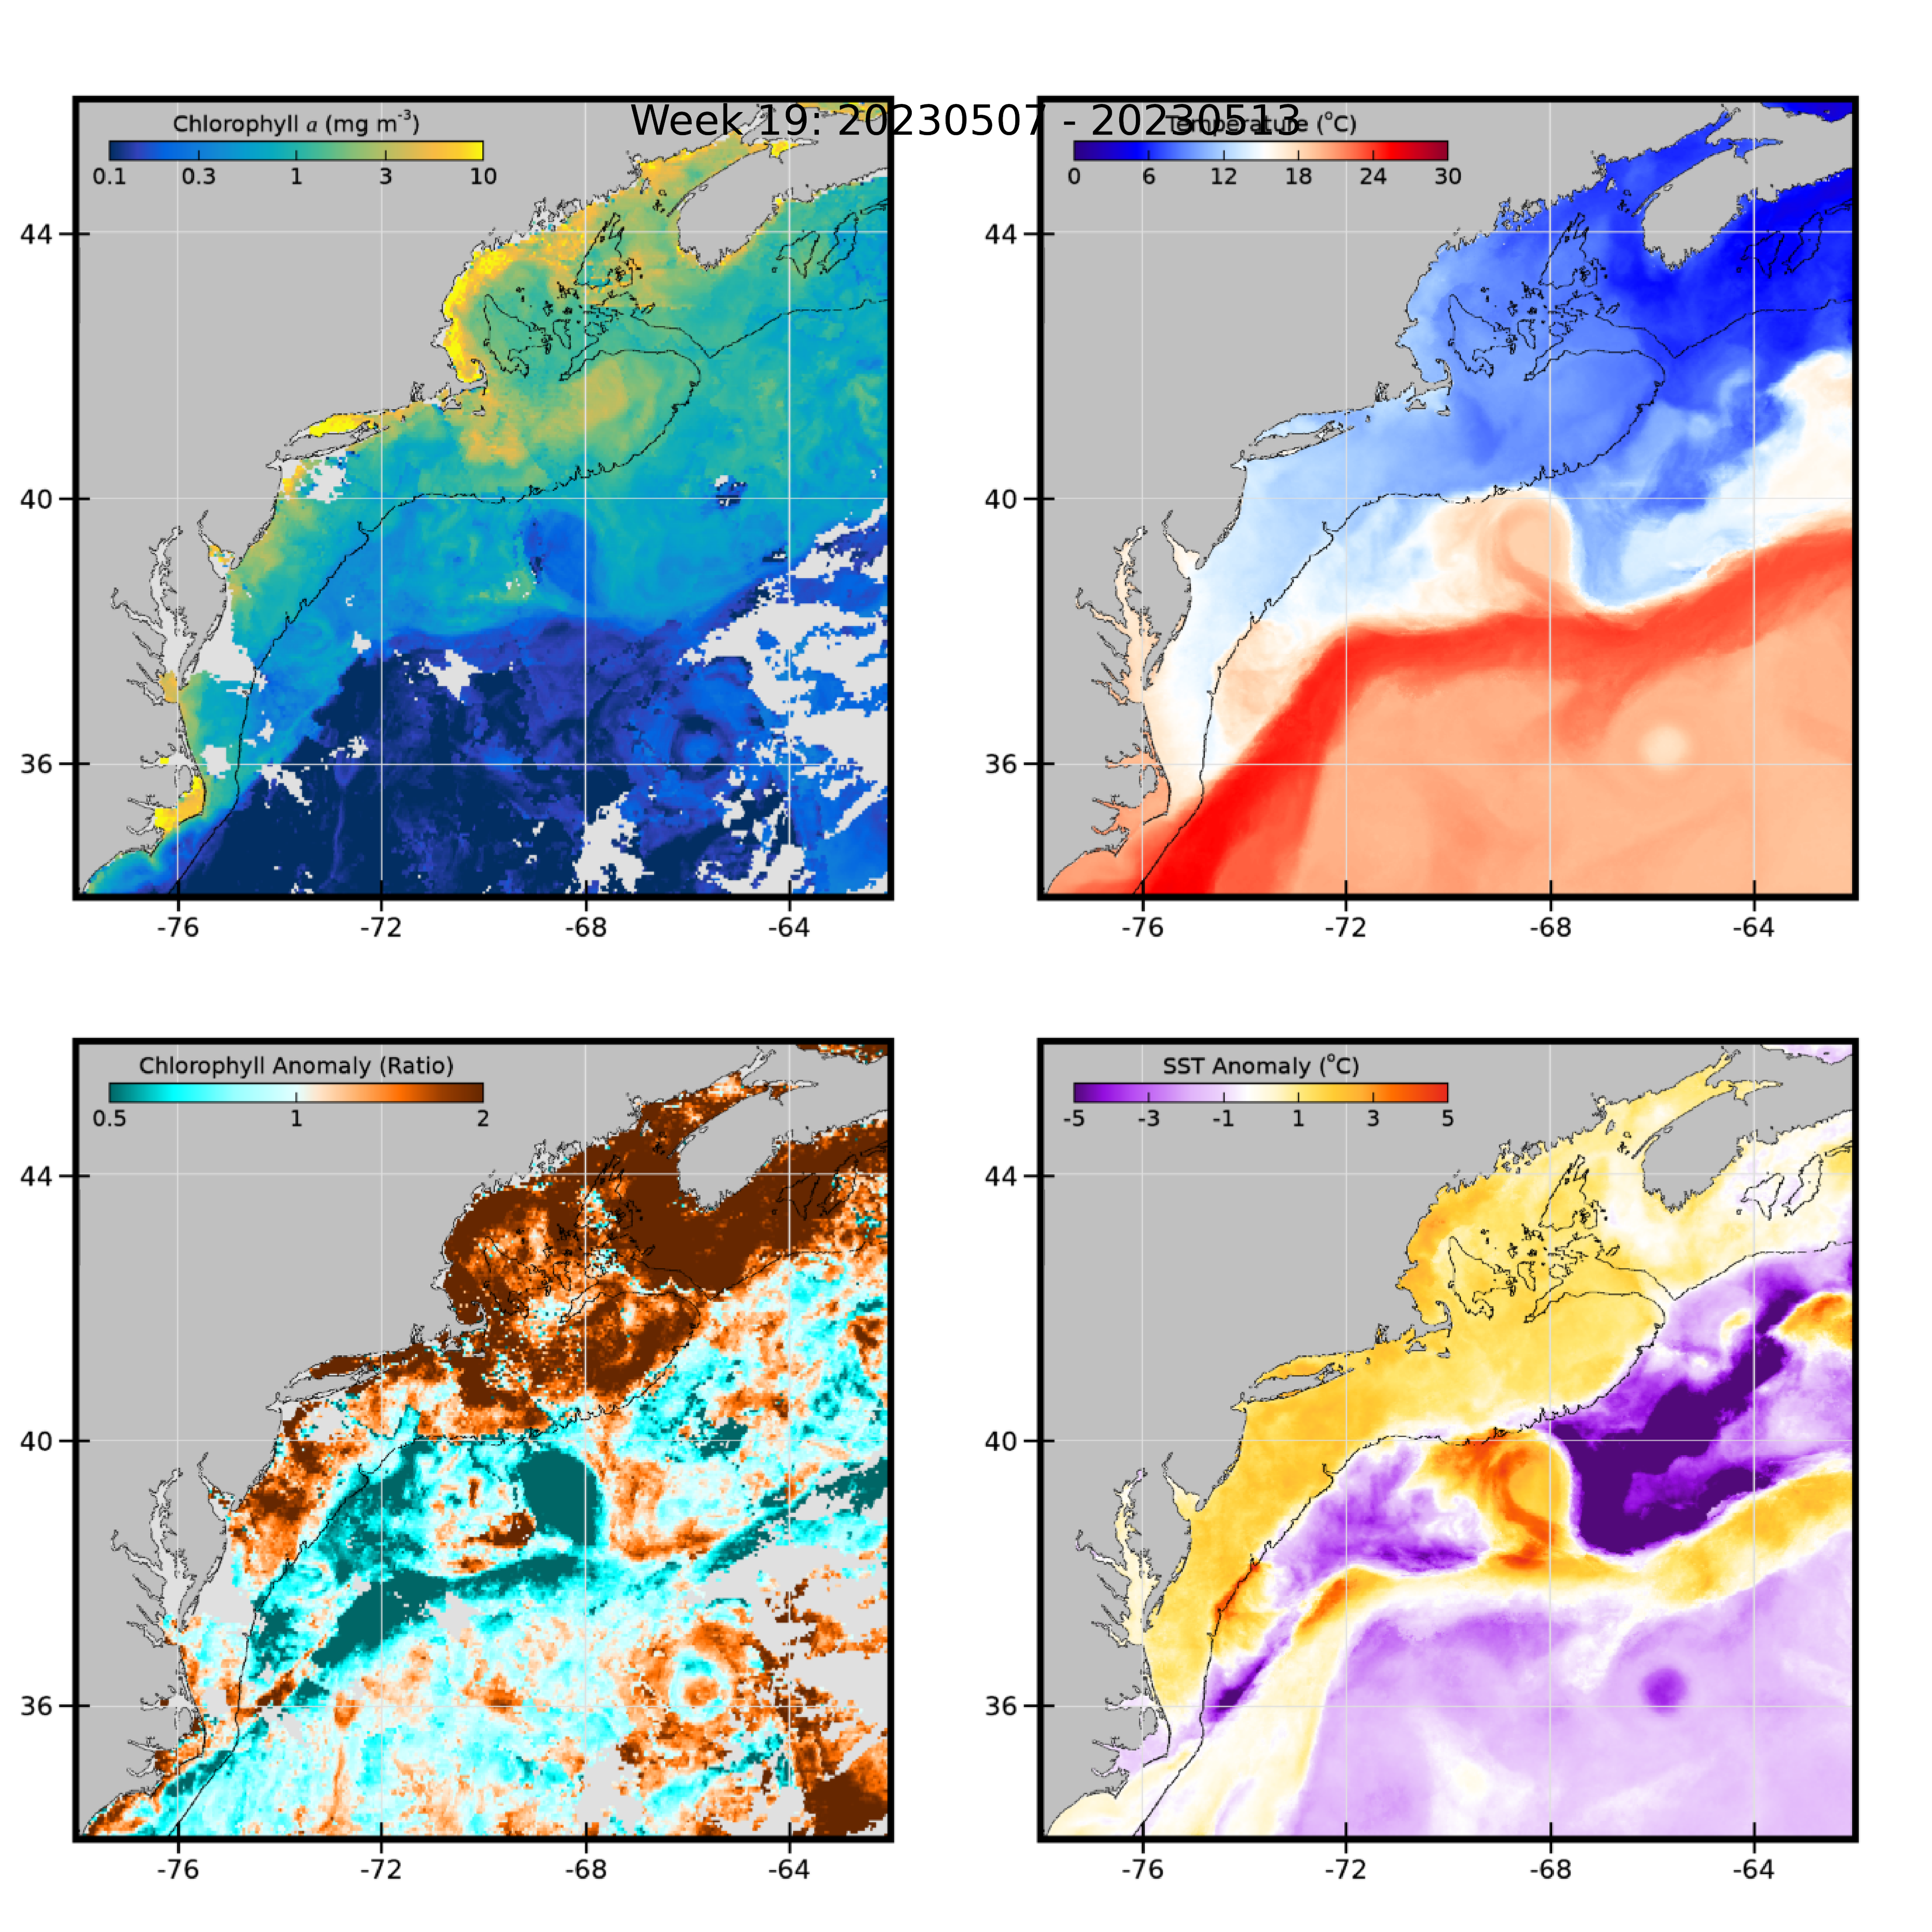 Week 19: 20230507 - 20230513
Chlorophyll a (mg m⁻³)
0.1 0.3 1 3 10
44
40
36
-76 -72 -68 -64
Temperature (°C)
0 6 12 18 24 30
44
40
36
-76 -72 -68 -64
Chlorophyll Anomaly (Ratio)
0.5 1 2
44
40
36
-76 -72 -68 -64
SST Anomaly (°C)
-5 -3 -1 1 3 5
44
40
36
-76 -72 -68 -64